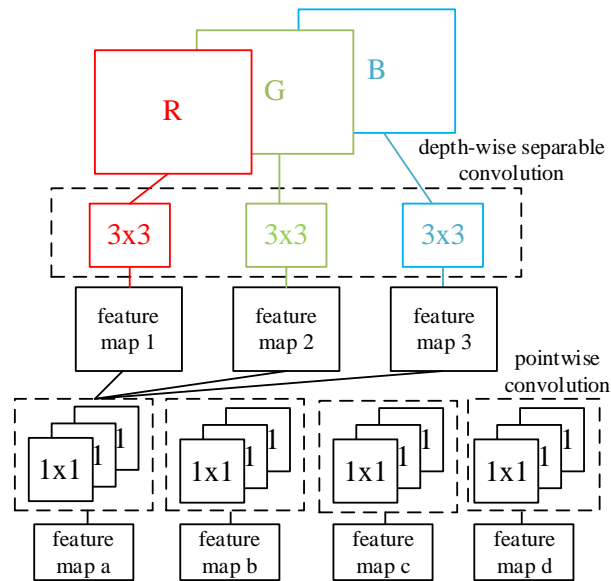 R
G
B
depth-wise separable
convolution
3x3
3x3
3x3
feature
map 1
feature
map 2
feature
map 3
pointwise
convolution
1x1
1
1
1x1
1
1
1x1
1
1
1x1
1
1
feature
map a
feature
map b
feature
map c
feature
map d